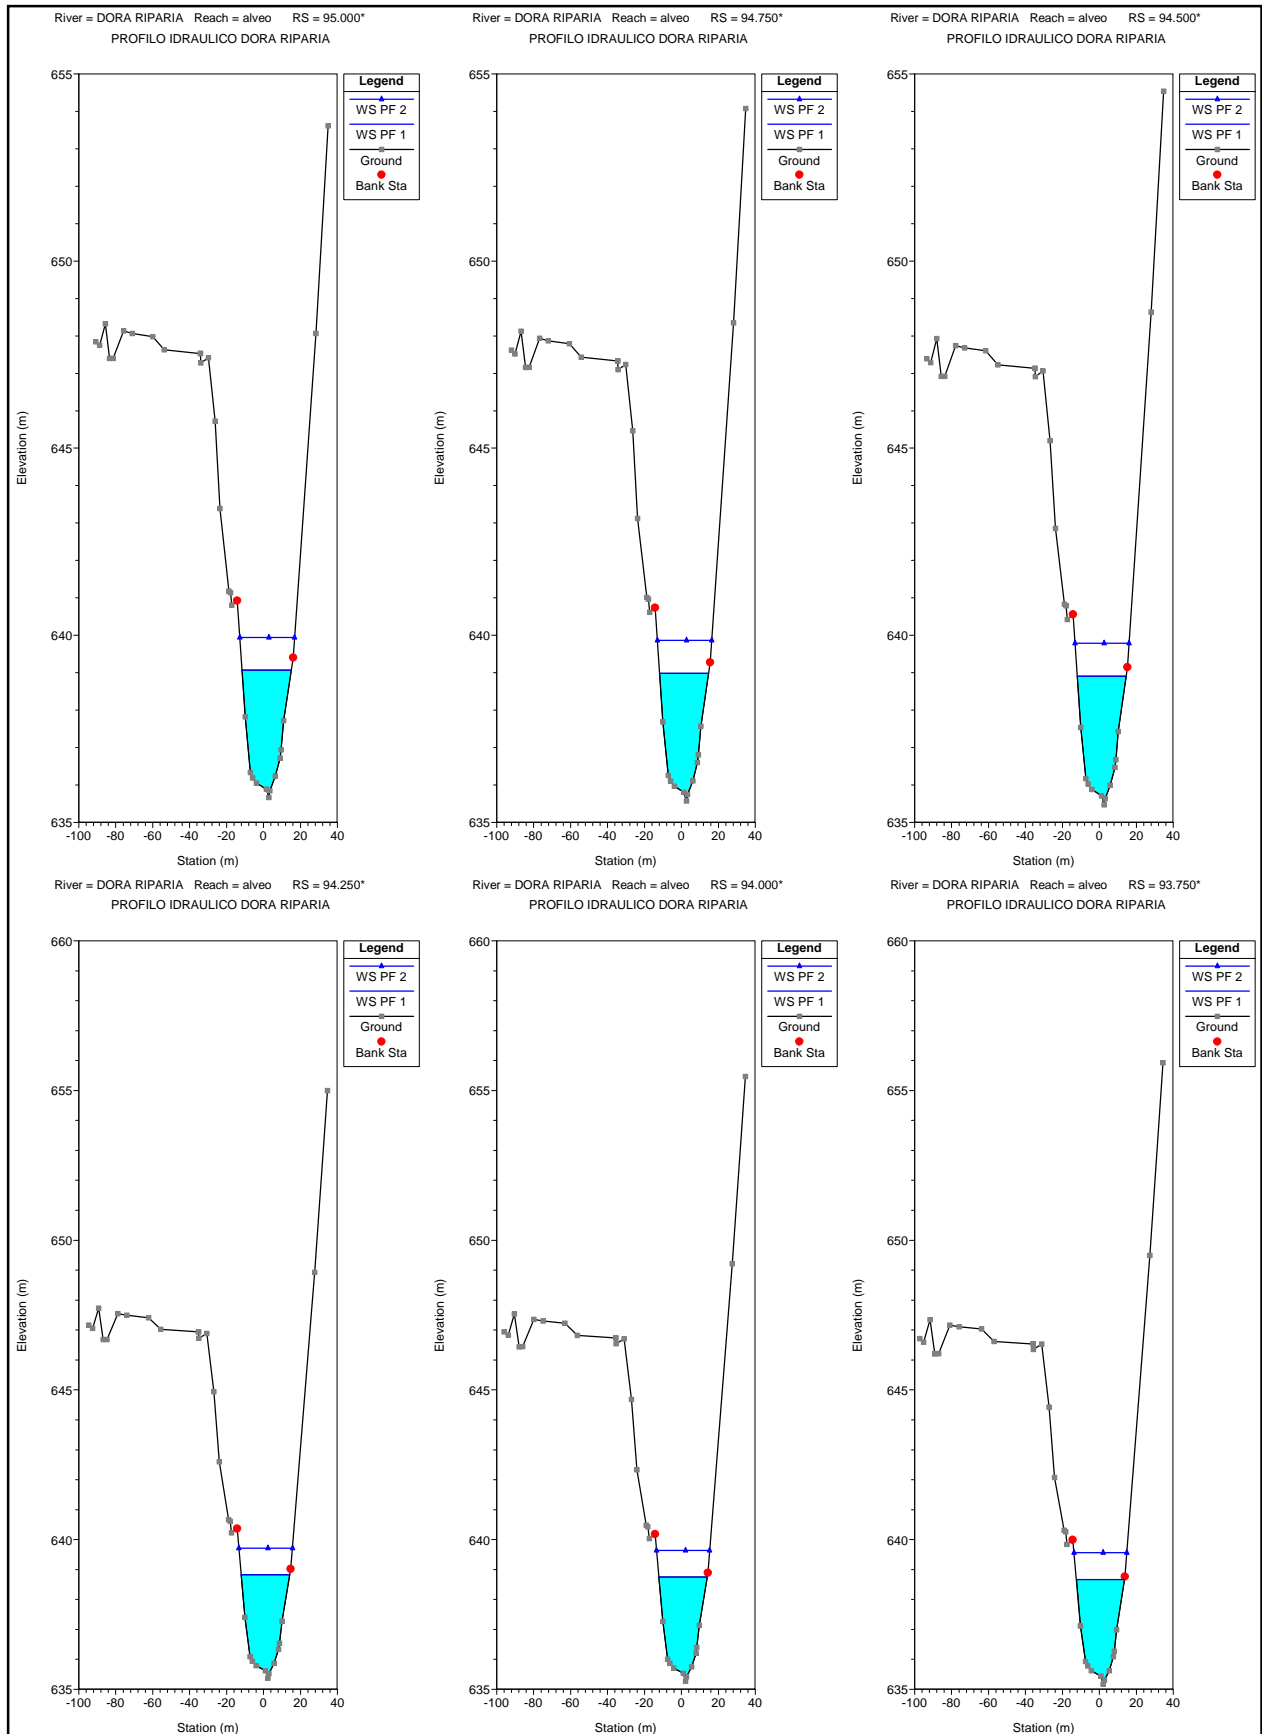 River = DORA RIPARIA Reach = alveo RS = 95.000*
PROFILO IDRAULICO DORA RIPARIA
655
650
645
640
635
Elevation (m)
-100 -80 -60 -40 -20 0 20 40
Station (m)
Legend
WS PF 2
WS PF 1
Ground
Bank Sta
River = DORA RIPARIA Reach = alveo RS = 94.750*
PROFILO IDRAULICO DORA RIPARIA
655
650
645
640
635
Elevation (m)
-100 -80 -60 -40 -20 0 20 40
Station (m)
Legend
WS PF 2
WS PF 1
Ground
Bank Sta
River = DORA RIPARIA Reach = alveo RS = 94.500*
PROFILO IDRAULICO DORA RIPARIA
655
650
645
640
635
Elevation (m)
-100 -80 -60 -40 -20 0 20 40
Station (m)
Legend
WS PF 2
WS PF 1
Ground
Bank Sta
River = DORA RIPARIA Reach = alveo RS = 94.250*
PROFILO IDRAULICO DORA RIPARIA
660
655
650
645
640
635
Elevation (m)
-100 -80 -60 -40 -20 0 20 40
Station (m)
Legend
WS PF 2
WS PF 1
Ground
Bank Sta
River = DORA RIPARIA Reach = alveo RS = 94.000*
PROFILO IDRAULICO DORA RIPARIA
660
655
650
645
640
635
Elevation (m)
-100 -80 -60 -40 -20 0 20 40
Station (m)
Legend
WS PF 2
WS PF 1
Ground
Bank Sta
River = DORA RIPARIA Reach = alveo RS = 93.750*
PROFILO IDRAULICO DORA RIPARIA
660
655
650
645
640
635
Elevation (m)
-100 -80 -60 -40 -20 0 20 40
Station (m)
Legend
WS PF 2
WS PF 1
Ground
Bank Sta